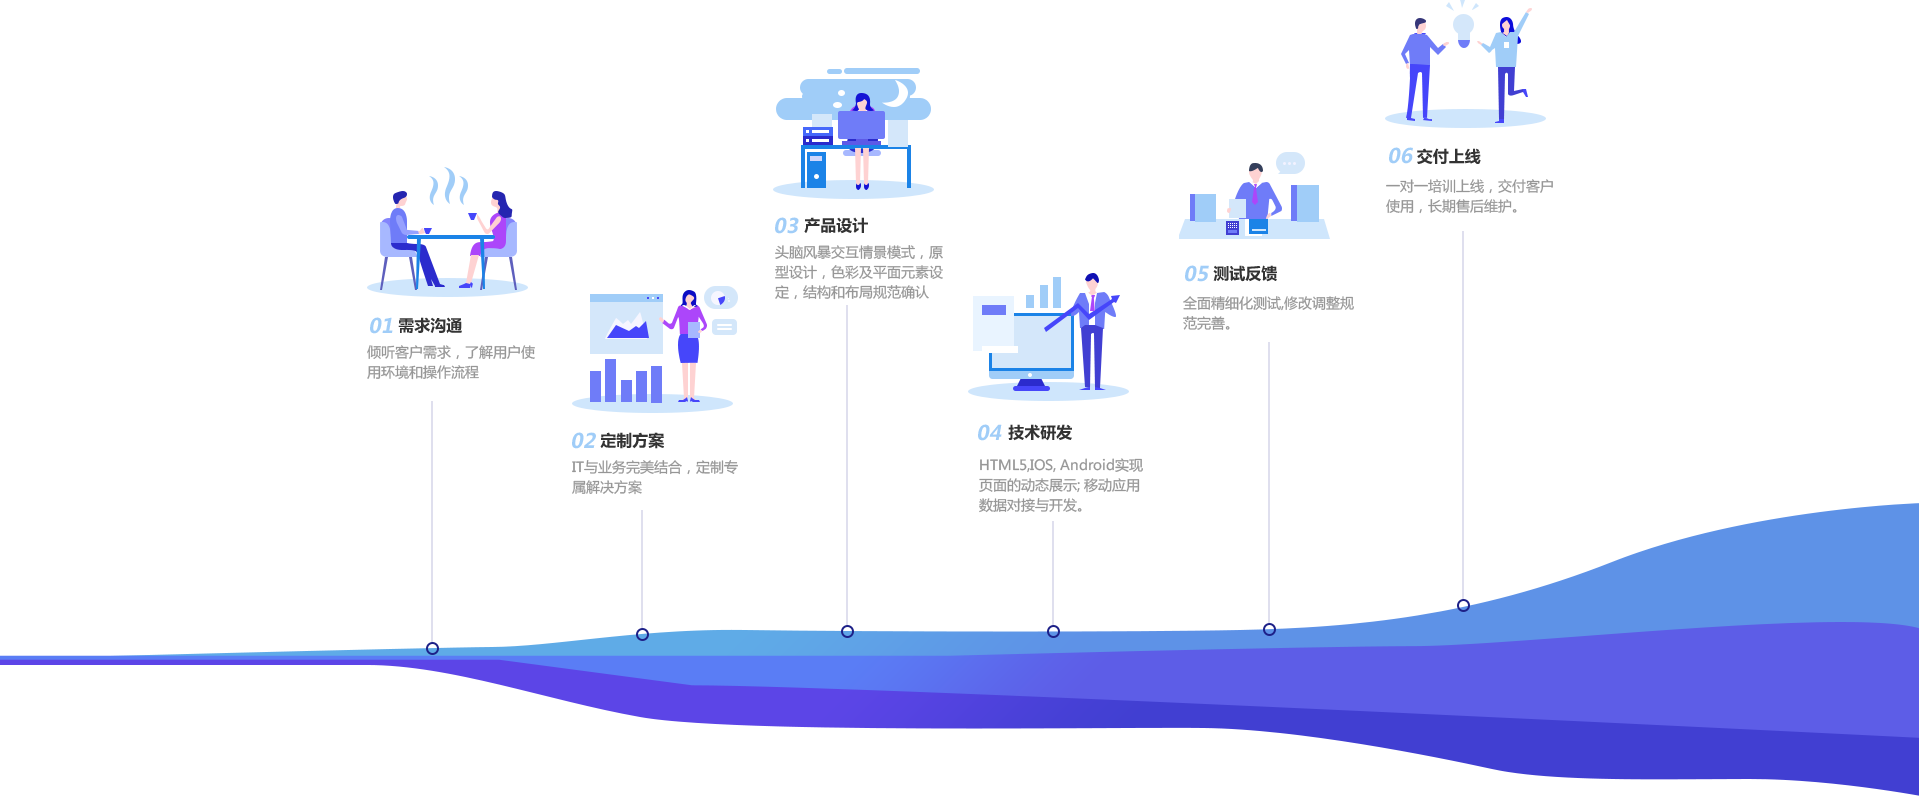 01 需求沟通
倾听客户需求，了解用户使
用环境和操作流程
02 定制方案
IT与业务完美结合，定制专
属解决方案
03 产品设计
头脑风暴交互情景模式，原
型设计，色彩及平面元素设
定，结构和布局规范确认
04 技术研发
HTML5,IOS, Android实现
页面的动态展示; 移动应用
数据对接与开发。
05 测试反馈
全面精细化测试,修改调整规
范完善。
06 交付上线
一对一培训上线，交付客户
使用，长期售后维护。